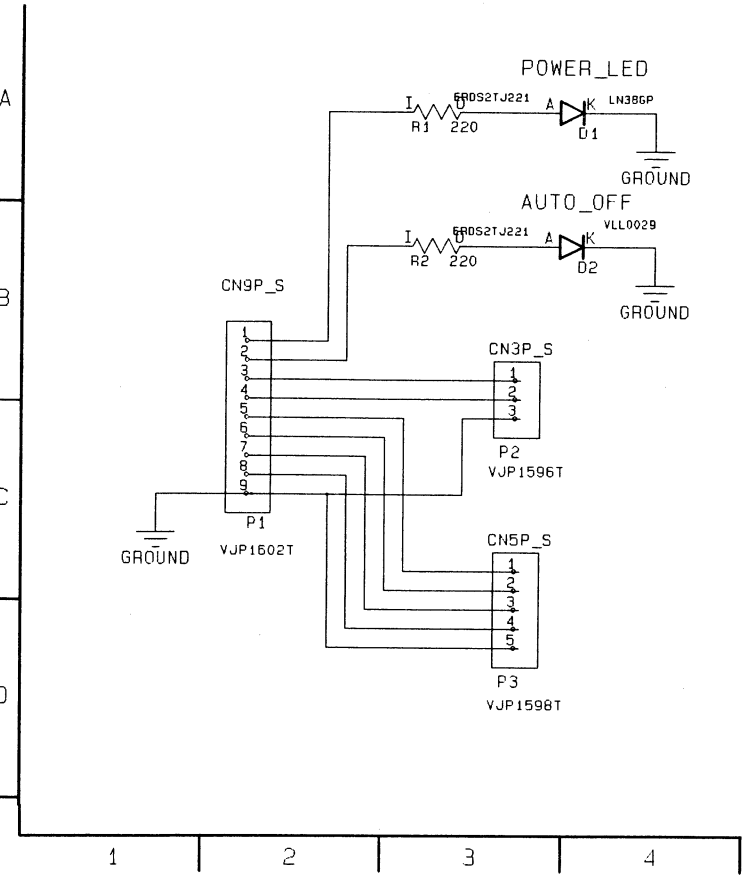 POWER_LED
A
I
ERDS2TJ221
A
K
LN38GP
R1
220
D1
GROUND
AUTO_OFF
VLL0029
I
ERDS2TJ221
A
K
R2
220
D2
GROUND
CN9P_S
B
1
2
3
4
5
6
7
8
9
P1
VJP1602T
GROUND
C
CN3P_S
1
2
3
P2
VJP1596T
CN5P_S
1
2
3
4
5
P3
VJP1598T
D
1
2
3
4